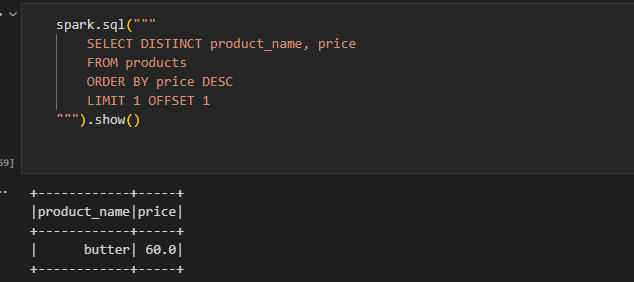 spark.sql("""
    SELECT DISTINCT product_name, price
    FROM products
    ORDER BY price DESC
    LIMIT 1 OFFSET 1
""").show()
59]
..
+------------+-----+
|product_name|price|
+------------+-----+
|      butter| 60.0|
+------------+-----+